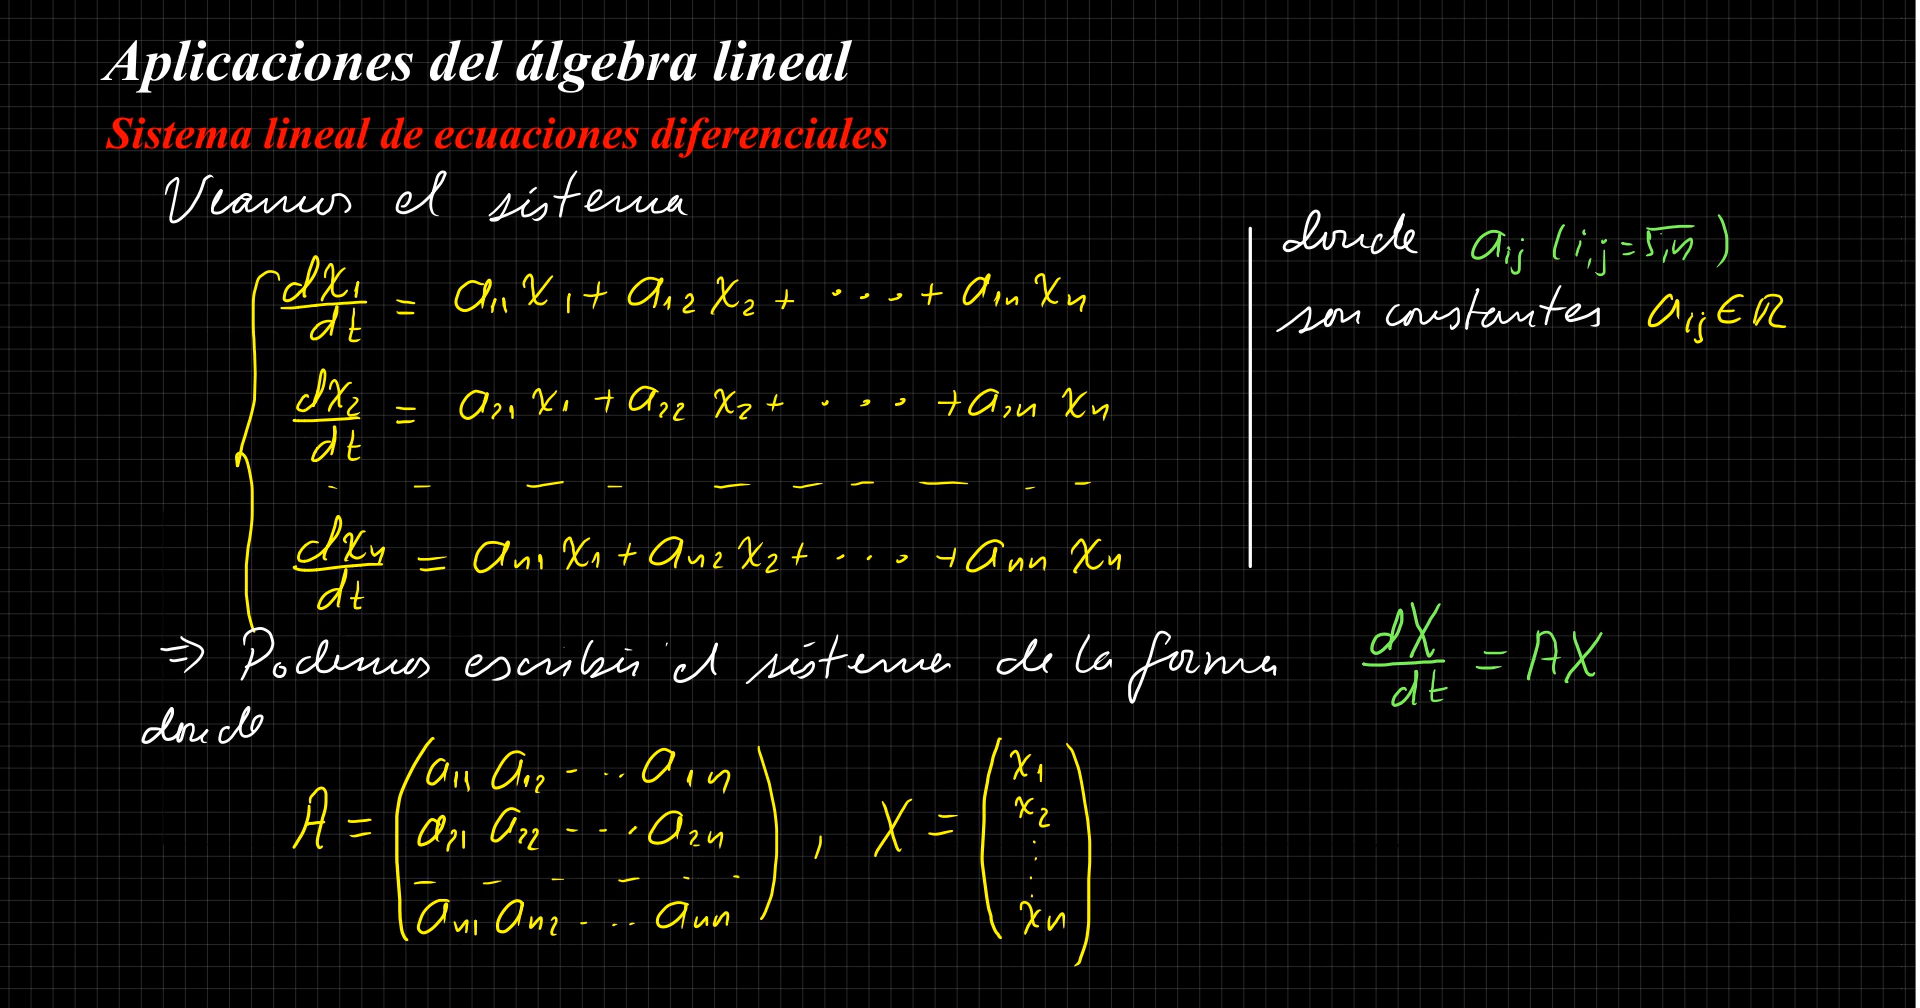 Aplicaciones del álgebra lineal
Sistema lineal de ecuaciones diferenciales
Veamos el sistema
dx₁/dt = a₁₁x₁ + a₁₂x₂ + ···· + a₁ₙxₙ
dx₂/dt = a₂₁x₁ + a₂₂x₂ + ···· + a₂ₙxₙ
. - — - — — — — - -
dxₙ/dt = aₙ₁x₁ + aₙ₂x₂ + ···· + aₙₙxₙ
donde aᵢⱼ (i,j = 1,n)
son constantes aᵢⱼ ∈ ℝ
⇒ Podemos escribir el sistema de la forma dX/dt = AX
donde
A = (a₁₁ a₁₂ ··· a₁ₙ
a₂₁ a₂₂ ···· a₂ₙ
— — - — - -
aₙ₁ aₙ₂ ··· aₙₙ), X = (x₁
x₂
⋮
xₙ)